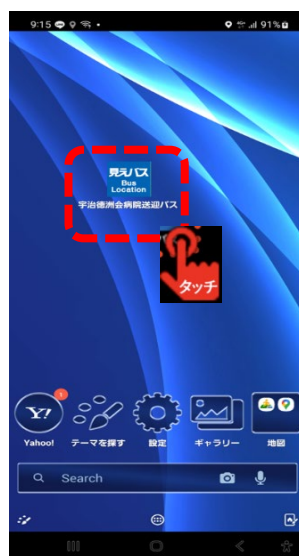 9:15
91%
見えバス
Bus
Location
宇治徳洲会病院送迎バス
タッチ
Y!
1
Yahoo!
テーマを探す
設定
ギャラリー
地図
Search